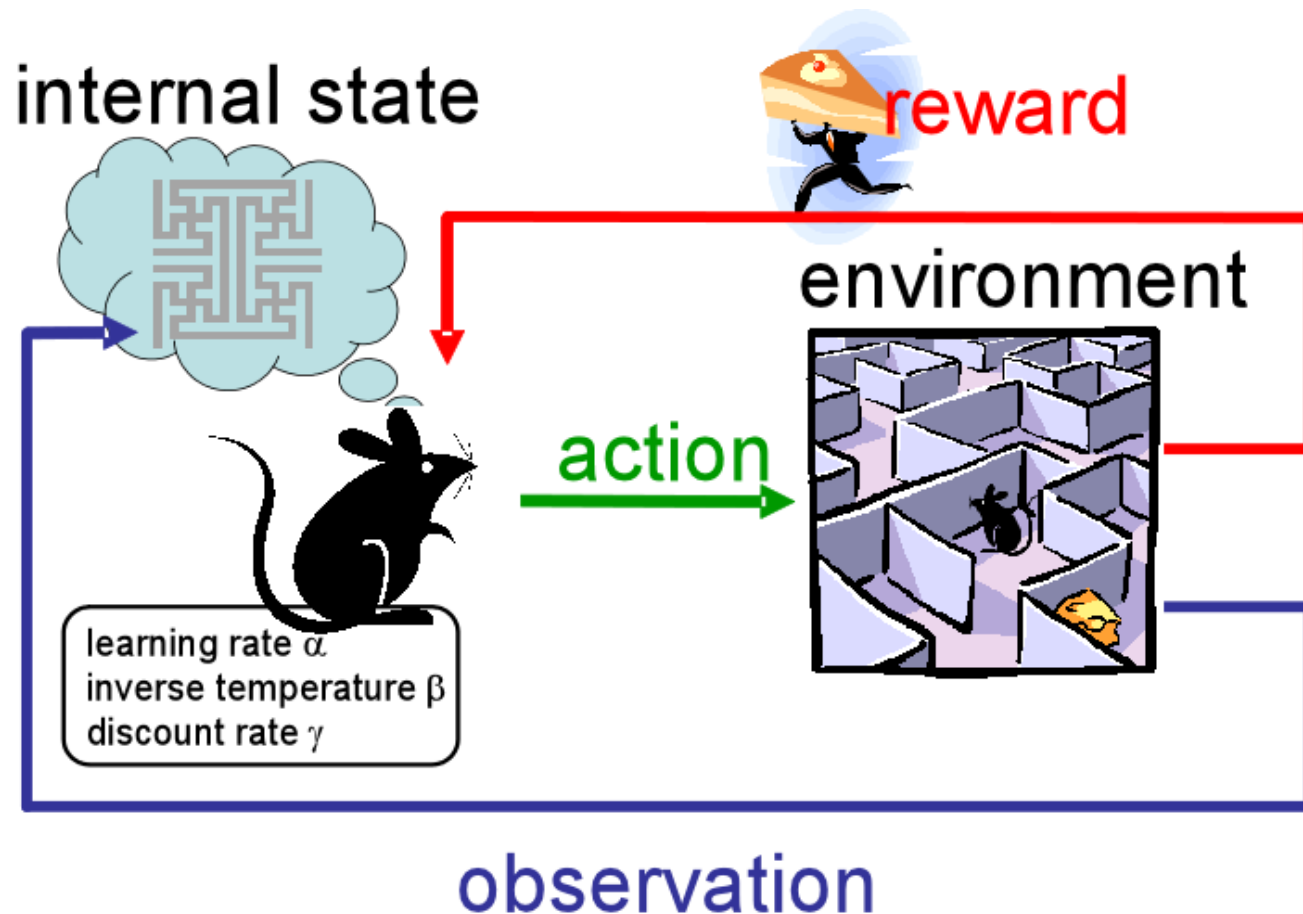 internal state
reward
environment
action
learning rate α
inverse temperature β
discount rate γ
observation